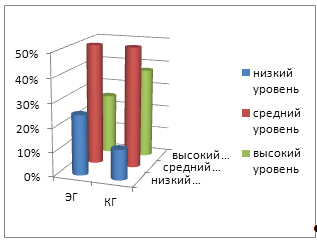 50%
40%
30%
20%
10%
0%
ЭГ
КГ
высокий...
средний...
низкий...
низкий
уровень
средний
уровень
высокий
уровень